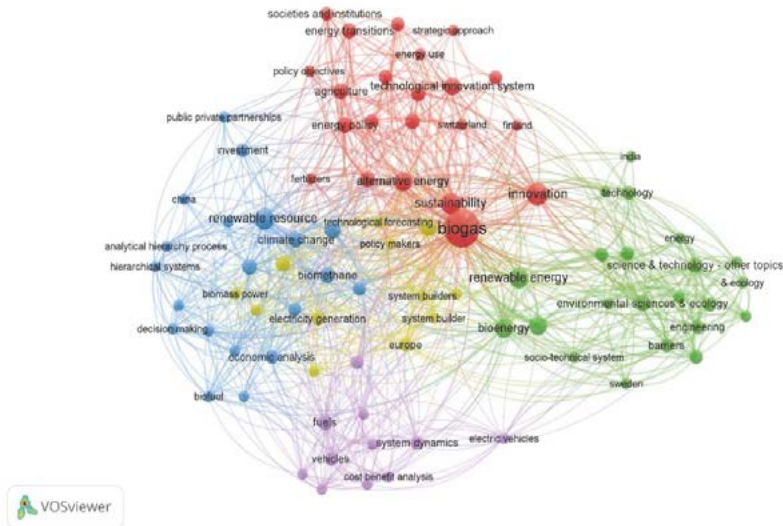 societies and institutions
energy transitions
strategic approach
energy use
policy objectives
technological innovation system
agriculture
public private partnerships
energy policy
switzerland
finland
investment
india
fertilizers
alternative energy
innovation
technology
china
sustainability
renewable resource
technological forecasting
biogas
climate change
policy makers
energy
analytical hierarchy process
hierarchical systems
biomethane
renewable energy
science & technology - other topics
& ecology
biomass power
system builders
environmental sciences & ecology
electricity generation
system builder
decision making
bioenergy
engineering
europe
barriers
economic analysis
socio-technical system
biofuel
sweden
fuels
system dynamics
electric vehicles
vehicles
cost benefit analysis
VOSviewer